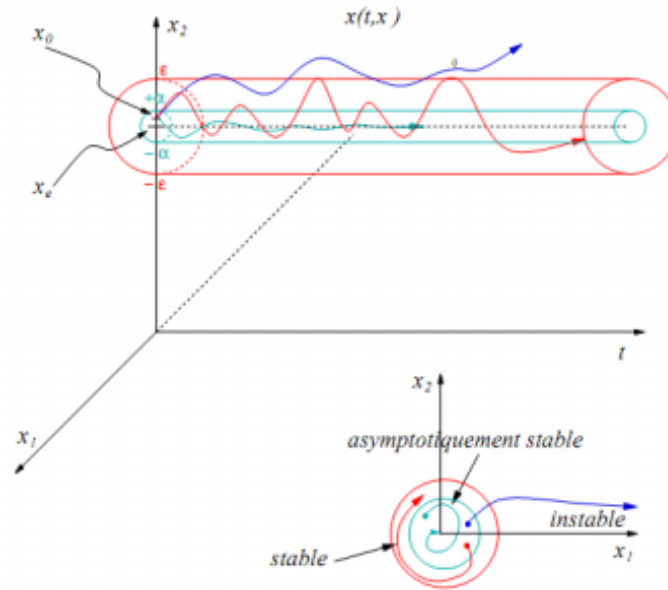 x₂ x(t,x )
x₀
0
ε
+α
−α
xₑ
−ε
t
x₁
x₂
asymptotiquement stable
instable
x₁
stable